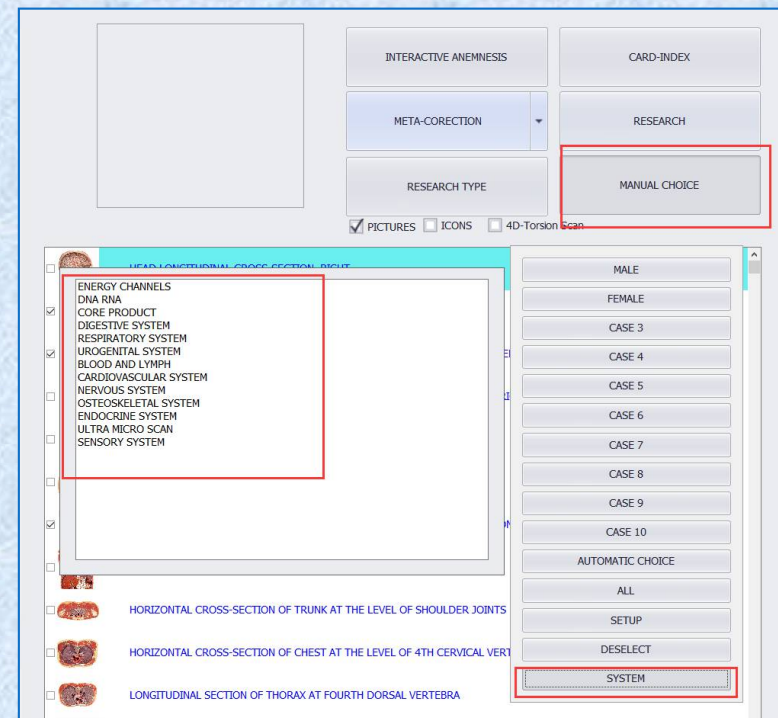 INTERACTIVE ANEMNESIS
CARD-INDEX
META-CORECTION
RESEARCH
RESEARCH TYPE
MANUAL CHOICE
PICTURES
ICONS
4D-Torsion Scan
HEAD LONGITUDINAL CROSS-SECTION, RIGHT
ENERGY CHANNELS
DNA RNA
CORE PRODUCT
DIGESTIVE SYSTEM
RESPIRATORY SYSTEM
UROGENITAL SYSTEM
BLOOD AND LYMPH
CARDIOVASCULAR SYSTEM
NERVOUS SYSTEM
OSTEOSKELETAL SYSTEM
ENDOCRINE SYSTEM
ULTRA MICRO SCAN
SENSORY SYSTEM
MALE
FEMALE
CASE 3
CASE 4
CASE 5
CASE 6
CASE 7
CASE 8
CASE 9
CASE 10
AUTOMATIC CHOICE
ALL
SETUP
DESELECT
SYSTEM
HORIZONTAL CROSS-SECTION OF TRUNK AT THE LEVEL OF SHOULDER JOINTS
HORIZONTAL CROSS-SECTION OF CHEST AT THE LEVEL OF 4TH CERVICAL VERT
LONGITUDINAL SECTION OF THORAX AT FOURTH DORSAL VERTEBRA